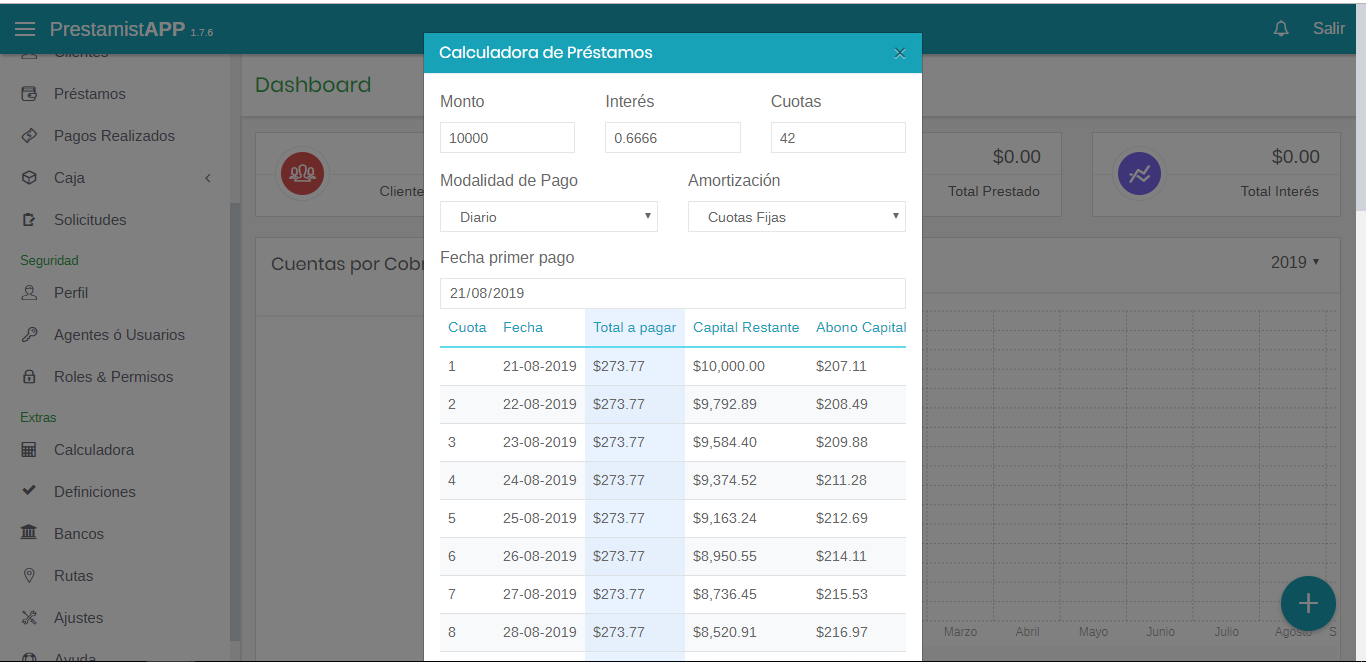 PrestamistAPP 1.7.6
Salir
Clientes
Préstamos
Pagos Realizados
Caja
Solicitudes
Seguridad
Perfil
Agentes ó Usuarios
Roles & Permisos
Extras
Calculadora
Definiciones
Bancos
Rutas
Ajustes
Ayuda
Dashboard
Cliente
$0.00
Total Prestado
$0.00
Total Interés
Cuentas por Cobr
2019
Marzo Abril Mayo Junio Julio Agosto S
Calculadora de Préstamos
Monto Interés Cuotas
10000 0.6666 42
Modalidad de Pago Amortización
Diario Cuotas Fijas
Fecha primer pago
21/08/2019
Cuota Fecha Total a pagar Capital Restante Abono Capital
1 21-08-2019 $273.77 $10,000.00 $207.11
2 22-08-2019 $273.77 $9,792.89 $208.49
3 23-08-2019 $273.77 $9,584.40 $209.88
4 24-08-2019 $273.77 $9,374.52 $211.28
5 25-08-2019 $273.77 $9,163.24 $212.69
6 26-08-2019 $273.77 $8,950.55 $214.11
7 27-08-2019 $273.77 $8,736.45 $215.53
8 28-08-2019 $273.77 $8,520.91 $216.97